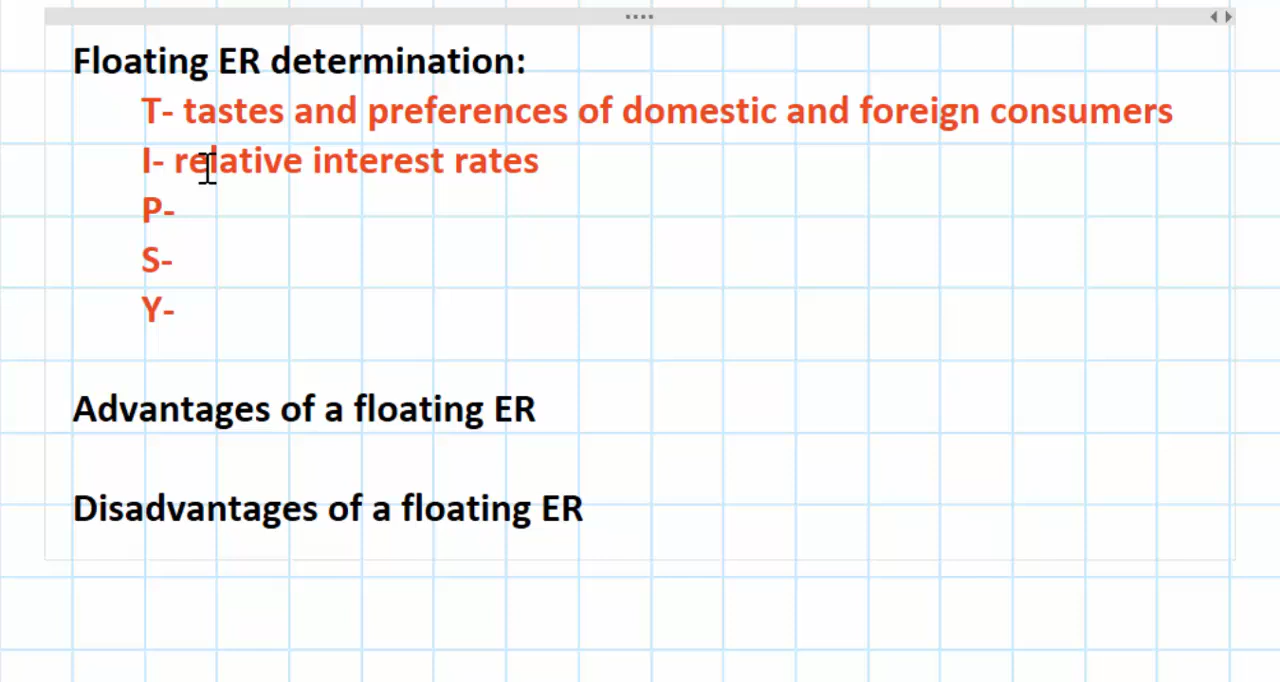 Floating ER determination:
T- tastes and preferences of domestic and foreign consumers
I- relative interest rates
P-
S-
Y-
Advantages of a floating ER
Disadvantages of a floating ER